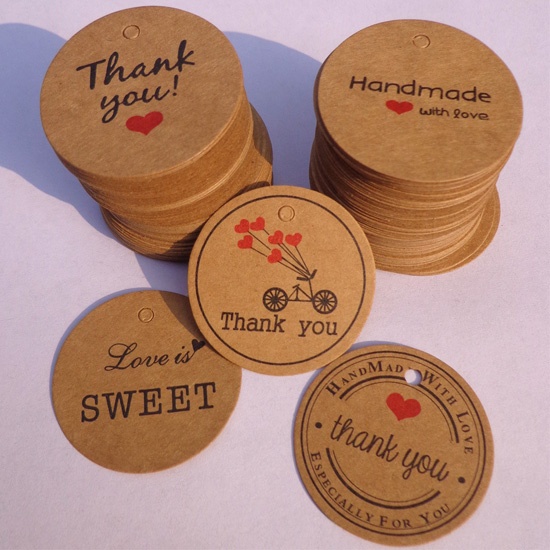 Thank
you!
Handmade
with love
Thank you
Love is
SWEET
HANDMADE WITH LOVE
thank you
ESPECIALLY FOR YOU